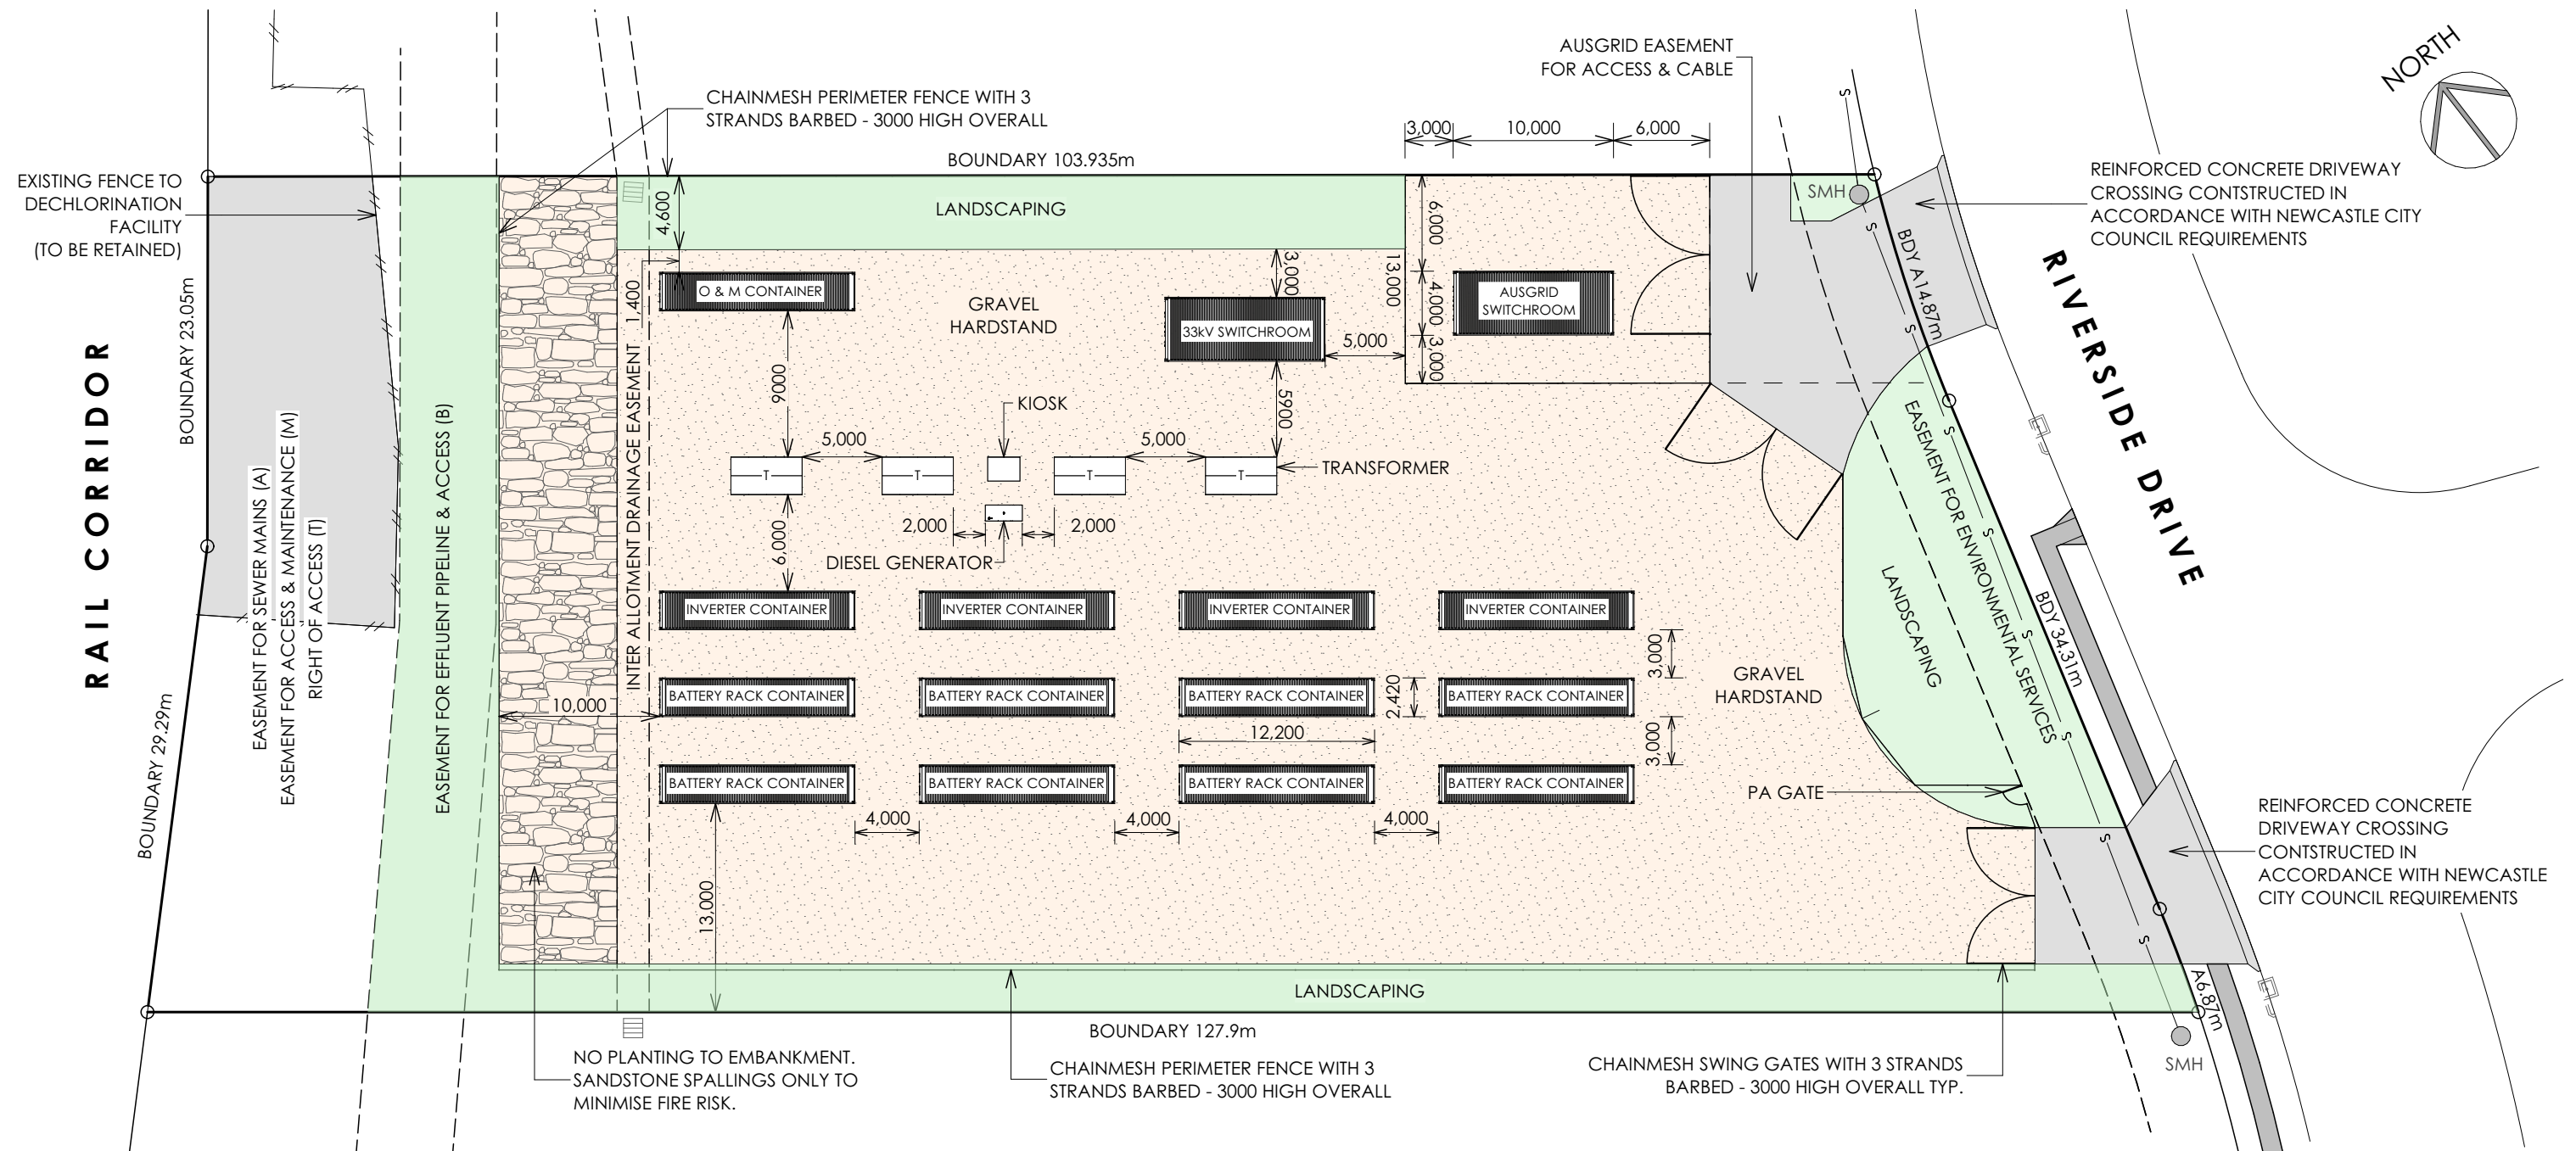 AUSGRID EASEMENT
FOR ACCESS & CABLE
NORTH
CHAINMESH PERIMETER FENCE WITH 3
STRANDS BARBED - 3000 HIGH OVERALL
3,000
10,000
6,000
BOUNDARY 103.935m
EXISTING FENCE TO
DECHLORINATION
FACILITY
(TO BE RETAINED)
REINFORCED CONCRETE DRIVEWAY
CROSSING CONTSTRUCTED IN
ACCORDANCE WITH NEWCASTLE CITY
COUNCIL REQUIREMENTS
SMH
S
4,600
LANDSCAPING
6,000
S
BDY A14.87m
RIVERSIDE DRIVE
RAIL CORRIDOR
BOUNDARY 23.05m
1,400
O & M CONTAINER
GRAVEL
HARDSTAND
3,000
33kV SWITCHROOM
5,000
13,000
4,000
3,000
AUSGRID
SWITCHROOM
S
9000
5900
KIOSK
5,000
5,000
T
T
T
T
TRANSFORMER
2,000
2,000
DIESEL GENERATOR
6,000
INTER ALLOTMENT DRAINAGE EASEMENT
EASEMENT FOR EFFLUENT PIPELINE & ACCESS (B)
EASEMENT FOR SEWER MAINS (A)
EASEMENT FOR ACCESS & MAINTENANCE (M)
RIGHT OF ACCESS (T)
S
EASEMENT FOR ENVIRONMENTAL SERVICES
LANDSCAPING
S
S
BDY 34.31m
INVERTER CONTAINER
INVERTER CONTAINER
INVERTER CONTAINER
INVERTER CONTAINER
3,000
GRAVEL
HARDSTAND
BATTERY RACK CONTAINER
BATTERY RACK CONTAINER
BATTERY RACK CONTAINER
BATTERY RACK CONTAINER
10,000
2,420
12,200
3,000
S
BOUNDARY 29.29m
BATTERY RACK CONTAINER
BATTERY RACK CONTAINER
BATTERY RACK CONTAINER
BATTERY RACK CONTAINER
PA GATE
4,000
4,000
4,000
13,000
S
REINFORCED CONCRETE
DRIVEWAY CROSSING
CONTSTRUCTED IN
ACCORDANCE WITH NEWCASTLE
CITY COUNCIL REQUIREMENTS
S
LANDSCAPING
A6.87m
BOUNDARY 127.9m
SMH
NO PLANTING TO EMBANKMENT.
SANDSTONE SPALLINGS ONLY TO
MINIMISE FIRE RISK.
CHAINMESH PERIMETER FENCE WITH 3
STRANDS BARBED - 3000 HIGH OVERALL
CHAINMESH SWING GATES WITH 3 STRANDS
BARBED - 3000 HIGH OVERALL TYP.